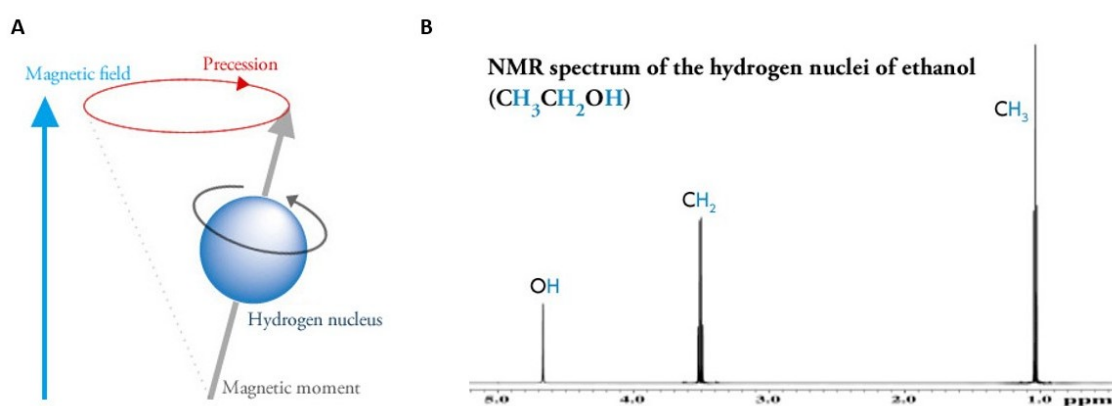 A
Magnetic field
Precession
Hydrogen nucleus
Magnetic moment
B
NMR spectrum of the hydrogen nuclei of ethanol
(CH₃CH₂OH)
CH₃
CH₂
OH
5.0 4.0 3.0 2.0 1.0 ppm